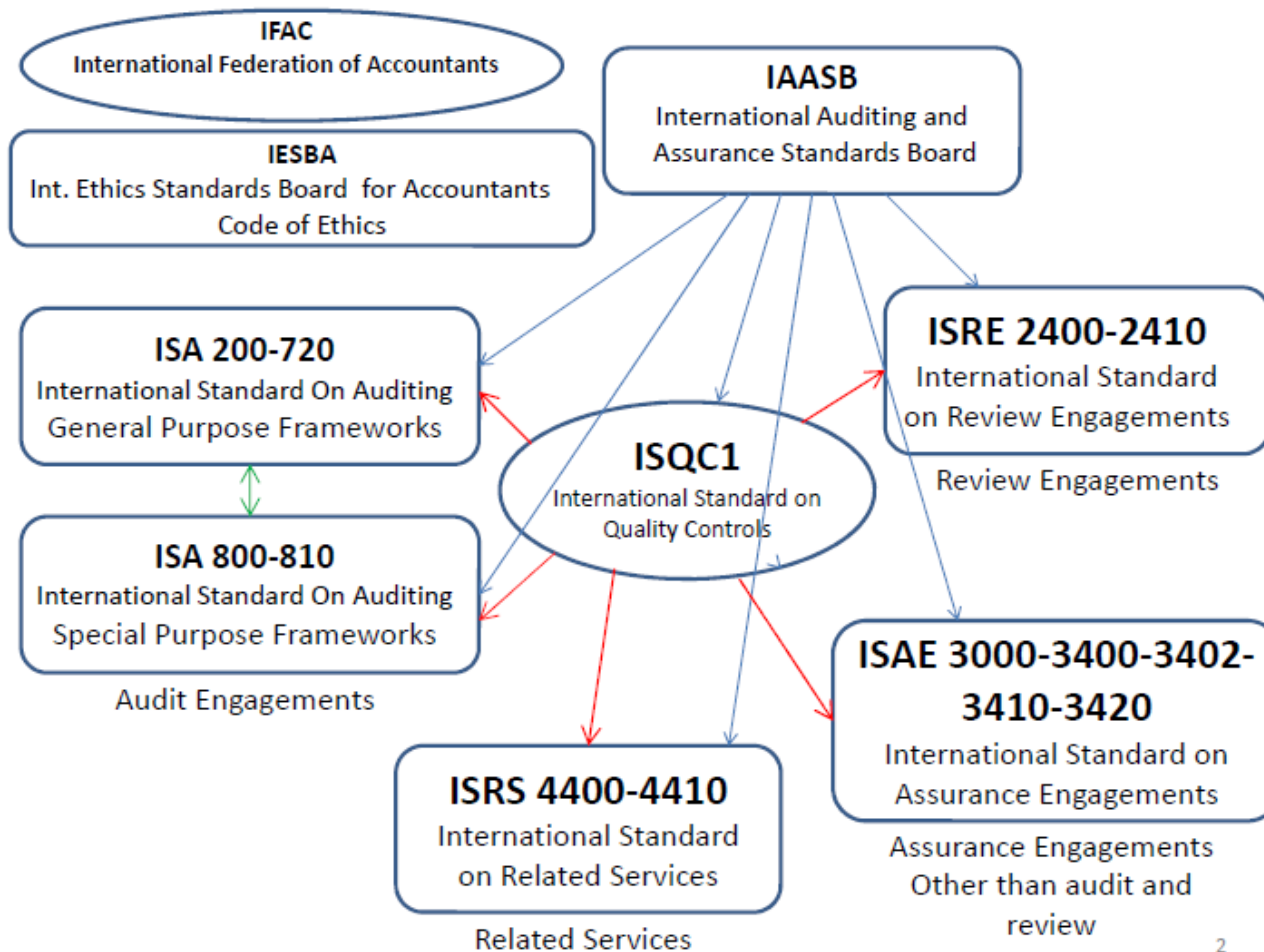 IFAC
International Federation of Accountants
IAASB
International Auditing and
Assurance Standards Board
IESBA
Int. Ethics Standards Board for Accountants
Code of Ethics
ISA 200-720
International Standard On Auditing
General Purpose Frameworks
ISRE 2400-2410
International Standard
on Review Engagements
Review Engagements
ISQC1
International Standard on
Quality Controls
ISA 800-810
International Standard On Auditing
Special Purpose Frameworks
Audit Engagements
ISAE 3000-3400-3402-
3410-3420
International Standard on
Assurance Engagements
Assurance Engagements
Other than audit and
review
ISRS 4400-4410
International Standard
on Related Services
Related Services
2